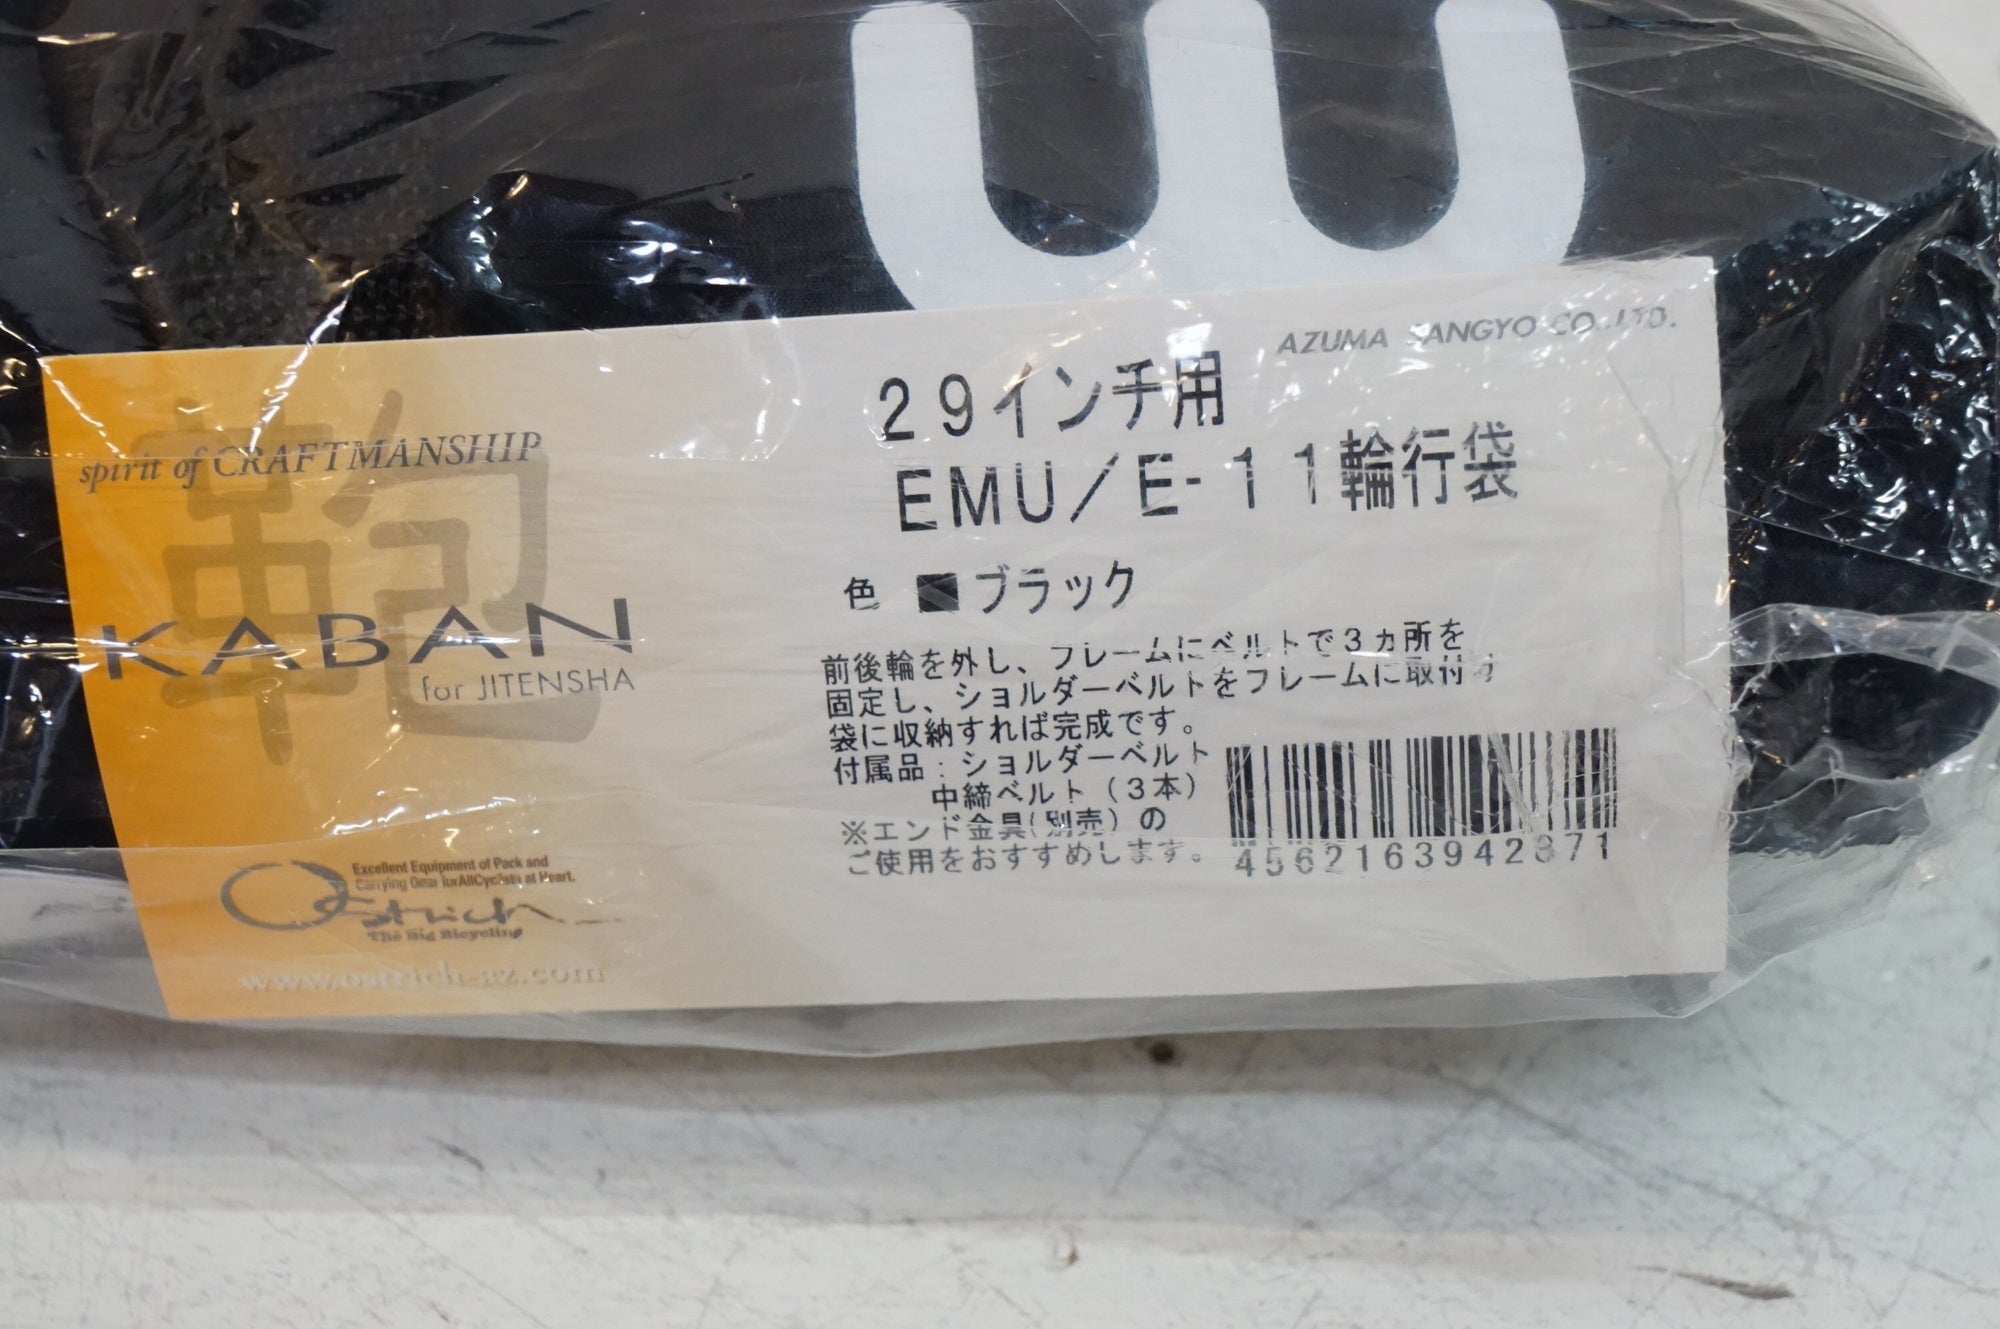 AZUMA SANGYO CO.,LTD.
29インチ用
EMU/E-11輪行袋
色 ■ブラック
前後輪を外し、フレームにベルトで3カ所を
固定し、ショルダーベルトをフレームに取付け
袋に収納すれば完成です。
付属品:ショルダーベルト
中締ベルト(3本)
※エンド金具(別売)の
ご使用をおすすめします。
4562163942871
spirit of CRAFTMANSHIP
鞄
KABAN
for JITENSHA
Excellent Equipment of Pack and
Carrying Gear for All Cyclists at Heart.
Ostrich
The Big Bicycling
www.ostrich-az.com